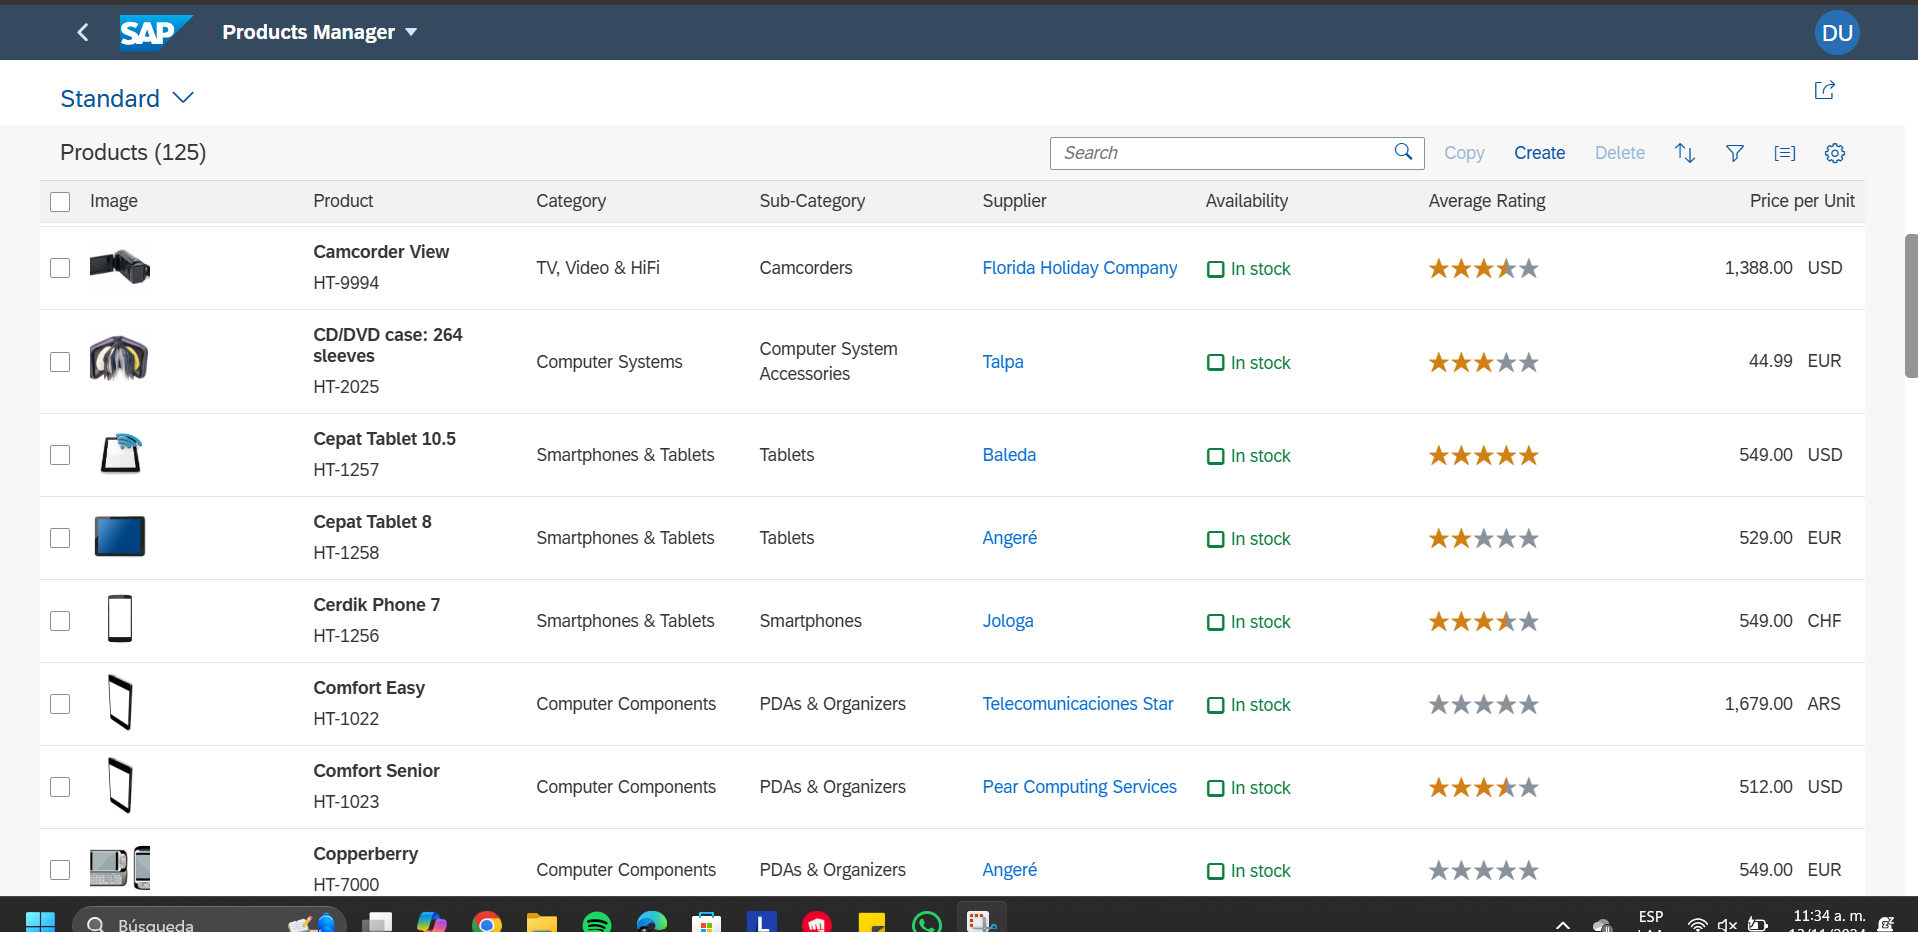 SAP Products Manager DU
Standard
Products (125) Search Copy Create Delete
Image Product Category Sub-Category Supplier Availability Average Rating Price per Unit
Camcorder View
HT-9994 TV, Video & HiFi Camcorders Florida Holiday Company In stock 1,388.00 USD
CD/DVD case: 264
sleeves
HT-2025 Computer Systems Computer System
Accessories Talpa In stock 44.99 EUR
Cepat Tablet 10.5
HT-1257 Smartphones & Tablets Tablets Baleda In stock 549.00 USD
Cepat Tablet 8
HT-1258 Smartphones & Tablets Tablets Angeré In stock 529.00 EUR
Cerdik Phone 7
HT-1256 Smartphones & Tablets Smartphones Jologa In stock 549.00 CHF
Comfort Easy
HT-1022 Computer Components PDAs & Organizers Telecomunicaciones Star In stock 1,679.00 ARS
Comfort Senior
HT-1023 Computer Components PDAs & Organizers Pear Computing Services In stock 512.00 USD
Copperberry
HT-7000 Computer Components PDAs & Organizers Angeré In stock 549.00 EUR
Búsqueda L ESP 11:34 a. m.